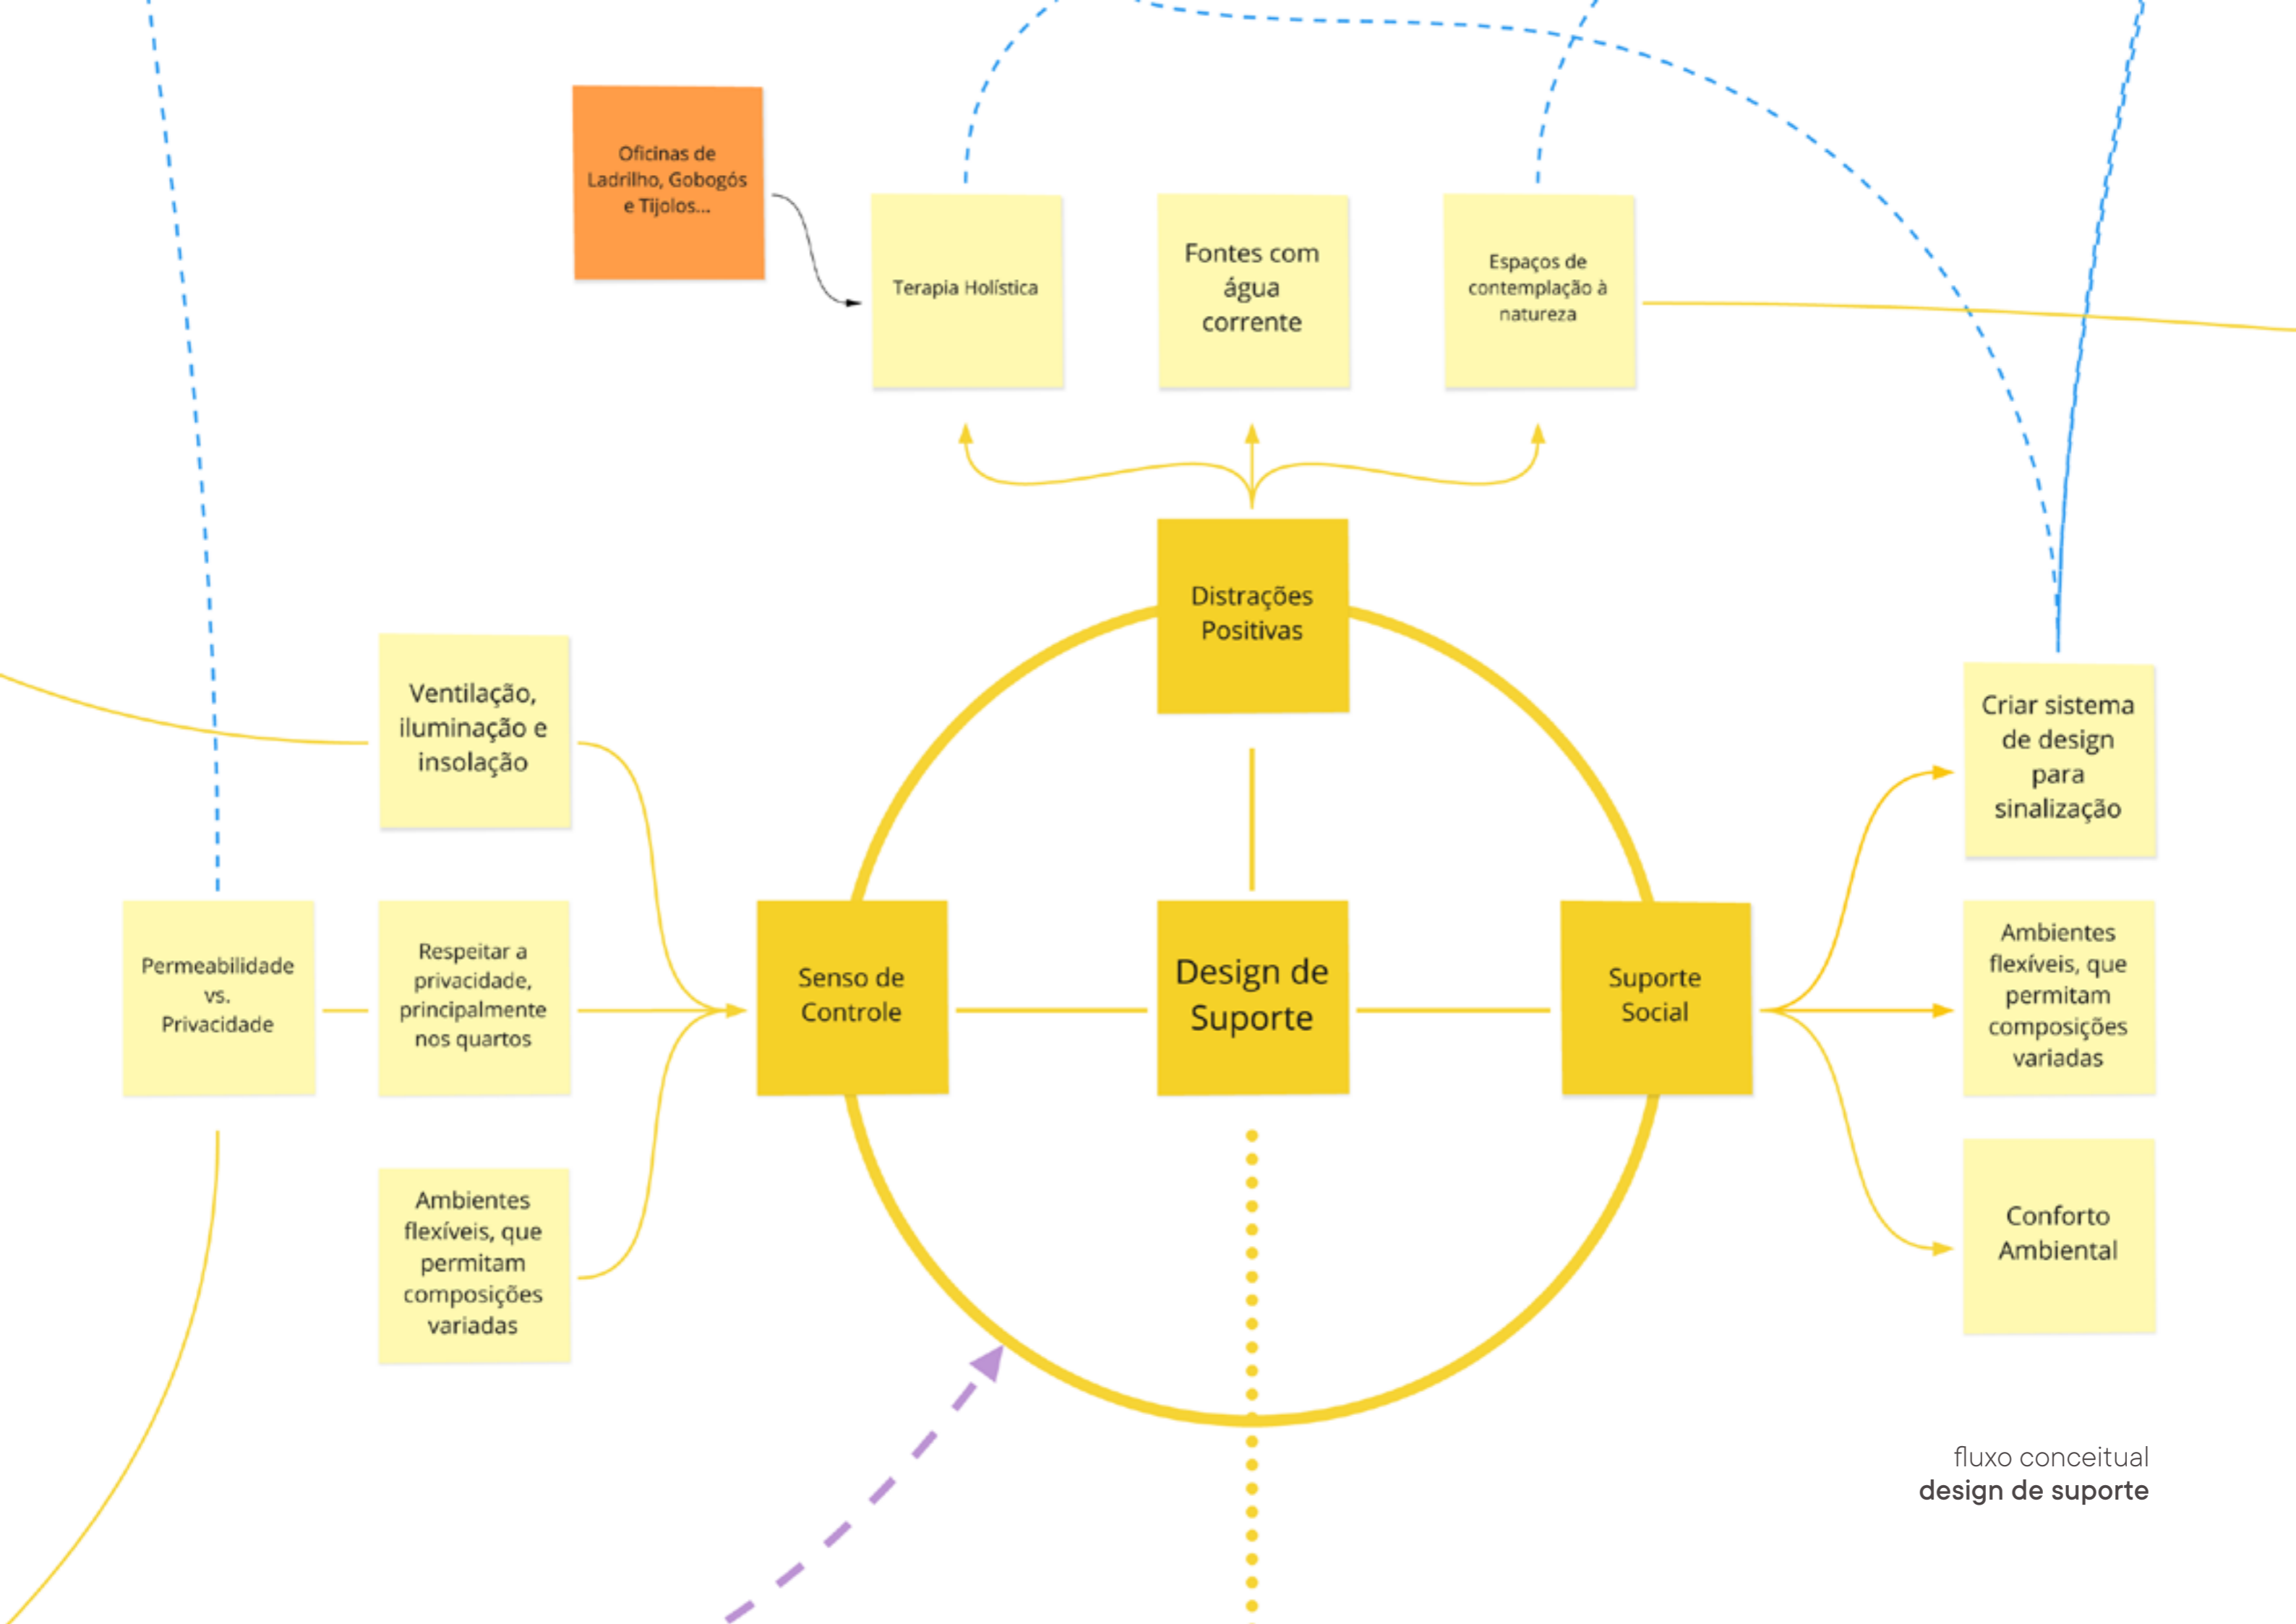 Oficinas de
Ladrilho, Gobogós
e Tijolos...
Terapia Holística
Fontes com
água
corrente
Espaços de
contemplação à
natureza
Distrações
Positivas
Ventilação,
iluminação e
insolação
Criar sistema
de design
para
sinalização
Permeabilidade
vs.
Privacidade
Respeitar a
privacidade,
principalmente
nos quartos
Senso de
Controle
Design de
Suporte
Suporte
Social
Ambientes
flexíveis, que
permitam
composições
variadas
Ambientes
flexíveis, que
permitam
composições
variadas
Conforto
Ambiental
fluxo conceitual
design de suporte